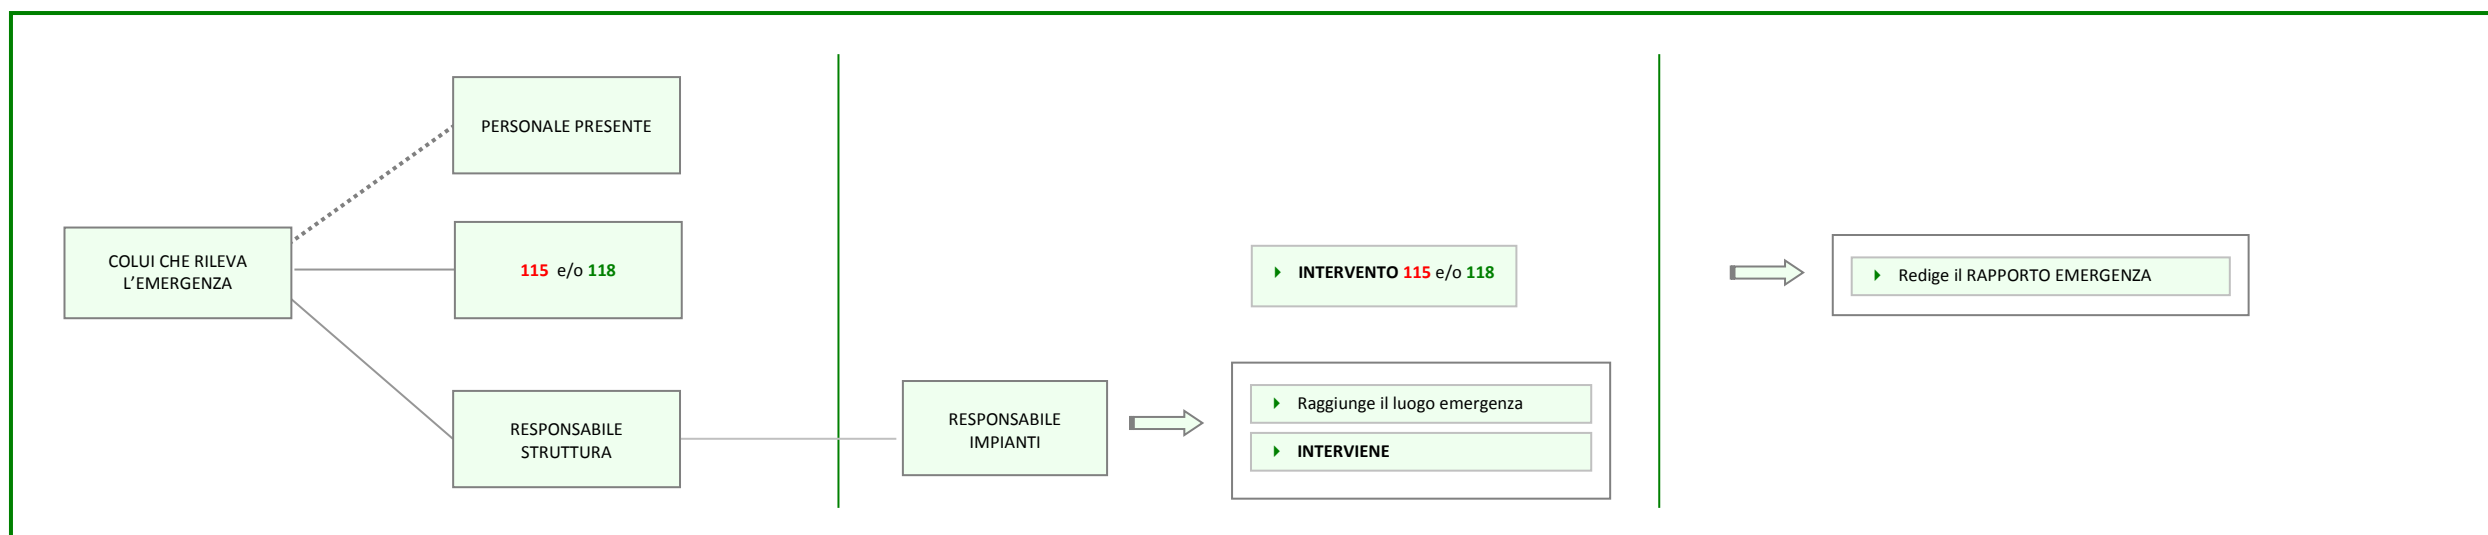 PERSONALE PRESENTE
COLUI CHE RILEVA
L’EMERGENZA
115 e/o 118
RESPONSABILE
STRUTTURA
INTERVENTO 115 e/o 118
RESPONSABILE
IMPIANTI
Raggiunge il luogo emergenza
INTERVIENE
Redige il RAPPORTO EMERGENZA